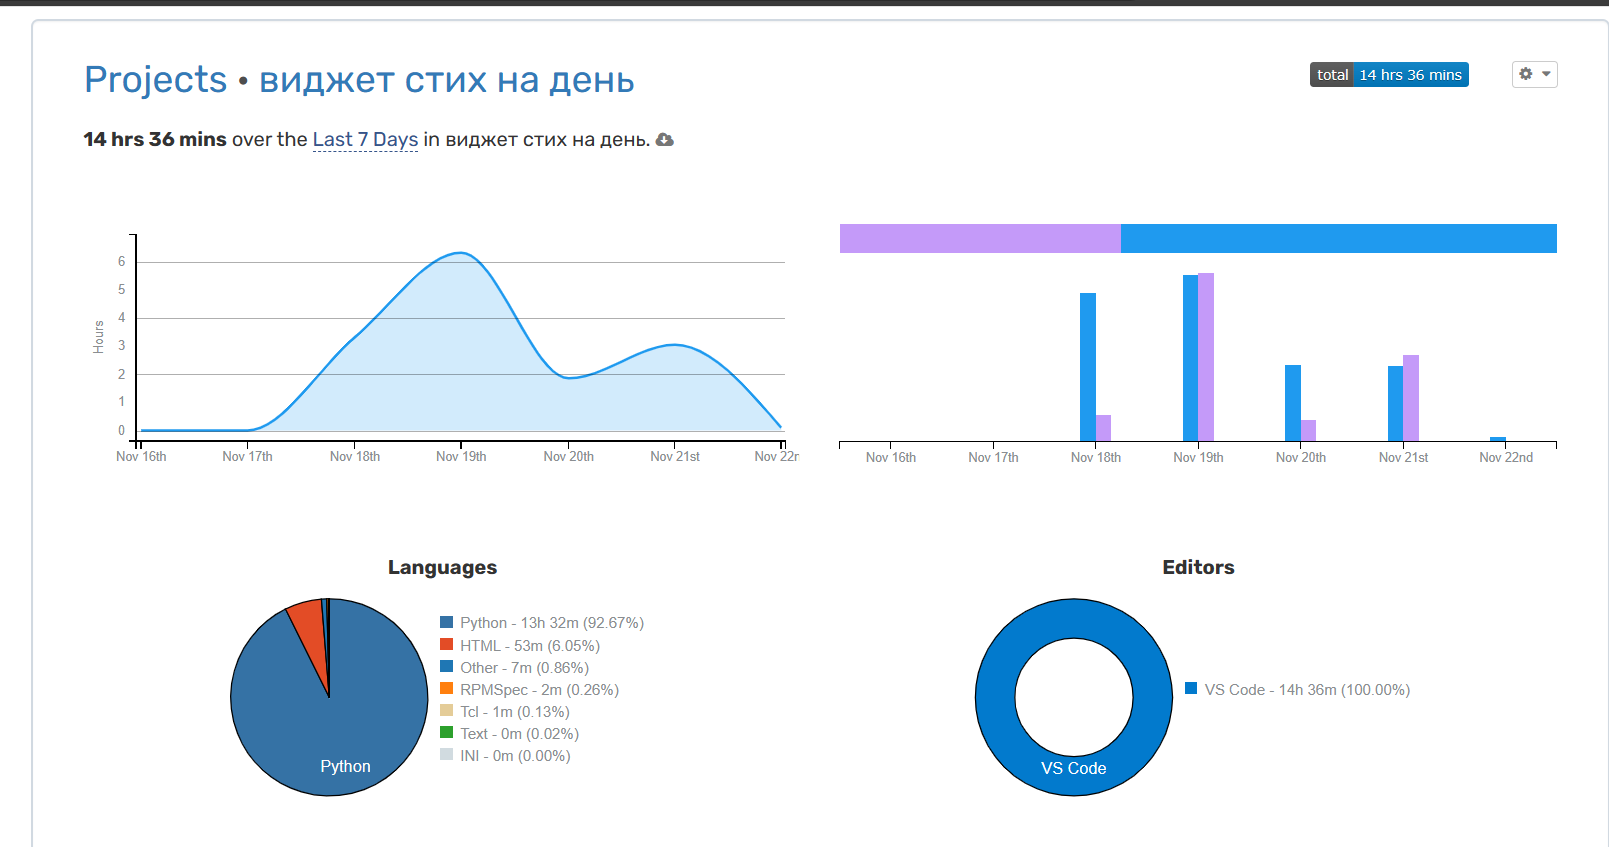 Projects • виджет стих на день
total 14 hrs 36 mins
14 hrs 36 mins over the Last 7 Days in виджет стих на день.
Hours
6
5
4
3
2
1
0
Nov 16th Nov 17th Nov 18th Nov 19th Nov 20th Nov 21st Nov 22n
Nov 16th Nov 17th Nov 18th Nov 19th Nov 20th Nov 21st Nov 22nd
Languages
Python - 13h 32m (92.67%)
HTML - 53m (6.05%)
Other - 7m (0.86%)
RPMSpec - 2m (0.26%)
Tcl - 1m (0.13%)
Text - 0m (0.02%)
INI - 0m (0.00%)
Python
Editors
VS Code - 14h 36m (100.00%)
VS Code